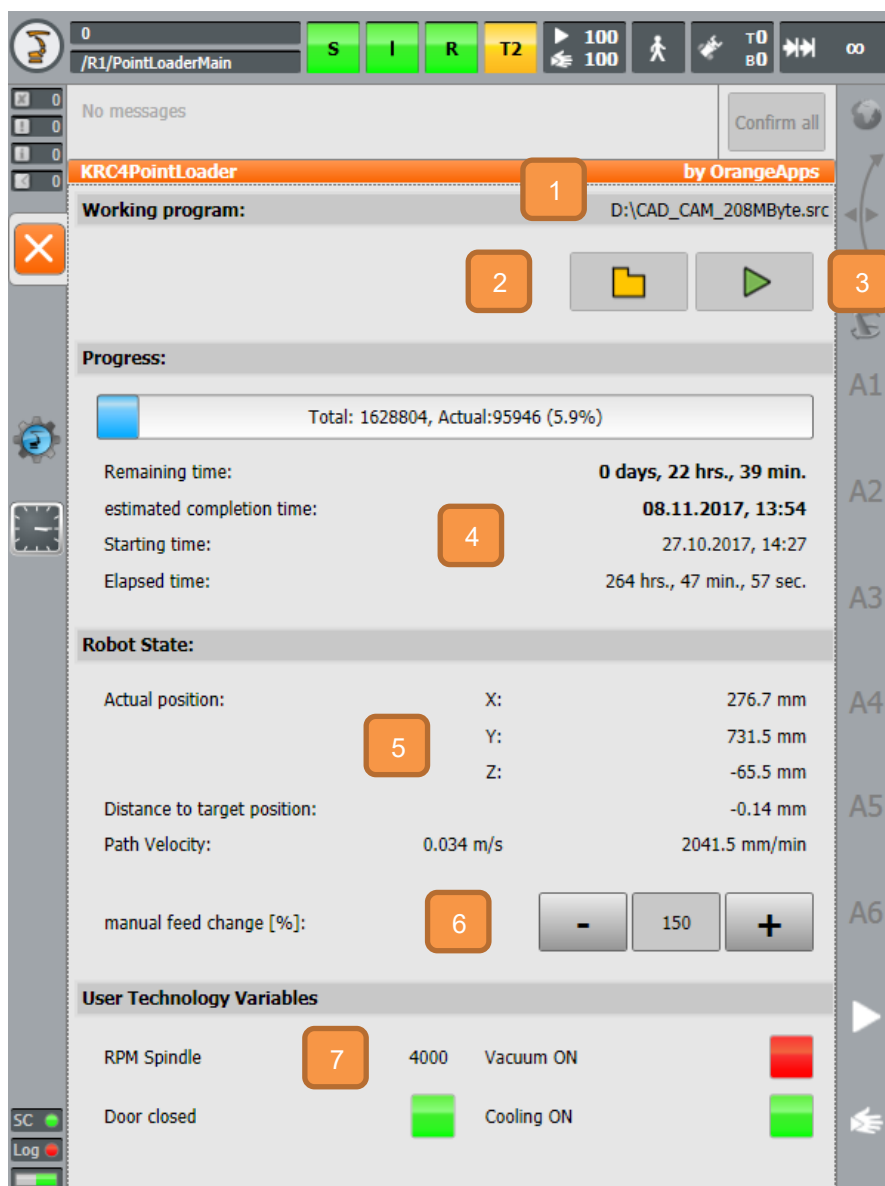 0
/R1/PointLoaderMain
S I R T2 100 100 T0 B0 ∞
0
0
0
0
No messages
Confirm all
KRC4PointLoader by OrangeApps
1
Working program: D:\CAD_CAM_208MByte.src
2
3
Progress:
A1
Total: 1628804, Actual:95946 (5.9%)
Remaining time: 0 days, 22 hrs., 39 min.
A2
estimated completion time: 08.11.2017, 13:54
4
Starting time: 27.10.2017, 14:27
Elapsed time: 264 hrs., 47 min., 57 sec.
A3
Robot State:
Actual position: X: 276.7 mm
A4
5
Y: 731.5 mm
Z: -65.5 mm
Distance to target position: -0.14 mm
A5
Path Velocity: 0.034 m/s 2041.5 mm/min
manual feed change [%]: 6 - 150 +
A6
User Technology Variables
RPM Spindle 7 4000 Vacuum ON
Door closed Cooling ON
SC
Log